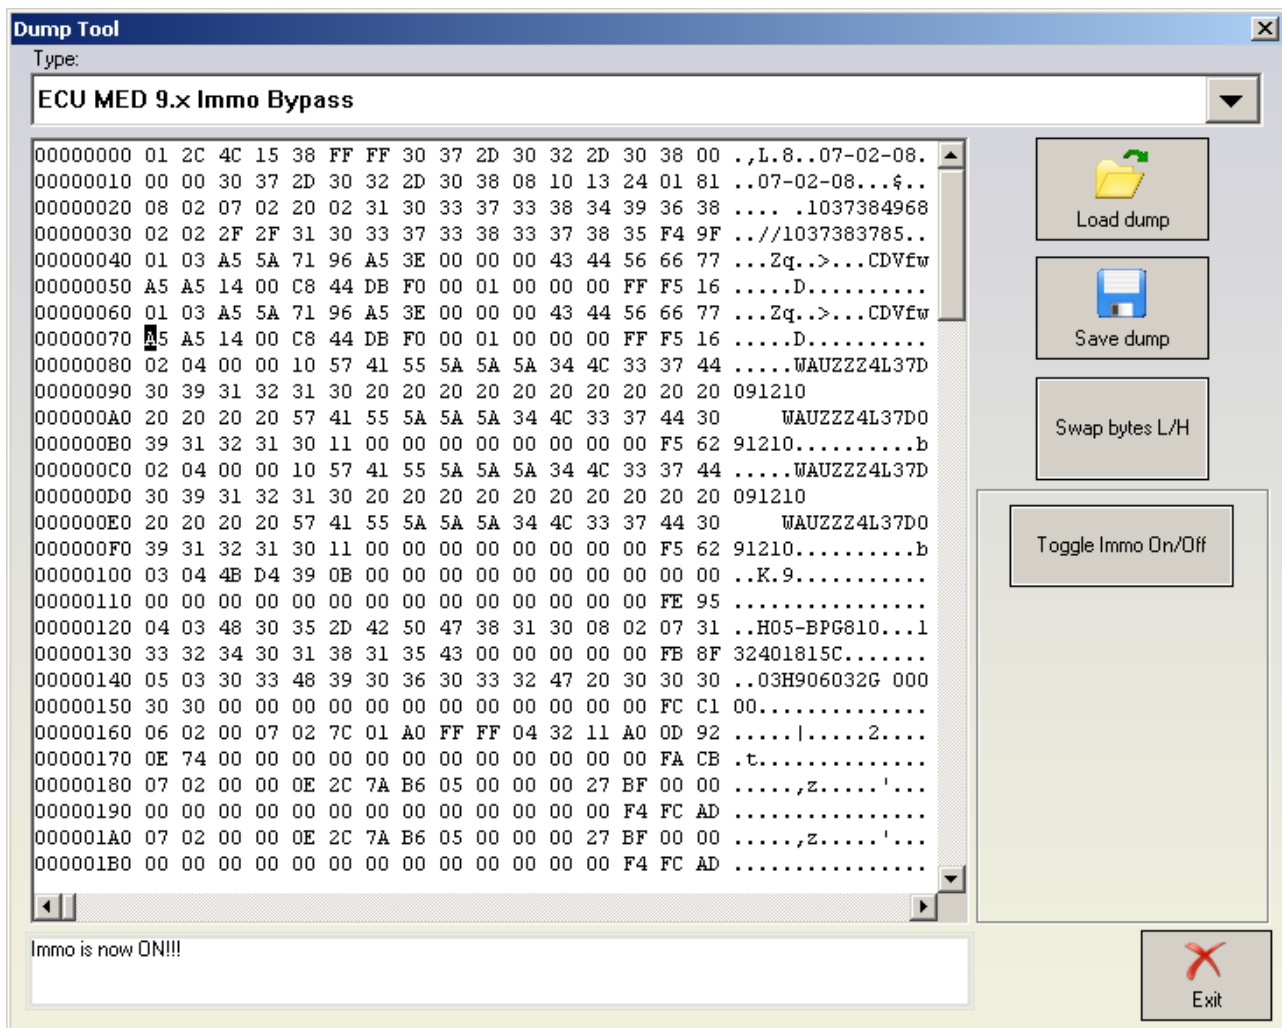 Dump Tool
Type:
ECU MED 9.x Immo Bypass
00000000 01 2C 4C 15 38 FF FF 30 37 2D 30 32 2D 30 38 00 .,L.8..07-02-08.
00000010 00 00 30 37 2D 30 32 2D 30 38 08 10 13 24 01 81 ..07-02-08...$..
00000020 08 02 07 02 20 02 31 30 33 37 33 38 34 39 36 38 .... .1037384968
00000030 02 02 2F 2F 31 30 33 37 33 38 33 37 38 35 F4 9F ..//1037383785..
00000040 01 03 A5 5A 71 96 A5 3E 00 00 00 43 44 56 66 77 ...Zq..>...CDVfw
00000050 A5 A5 14 00 C8 44 DB F0 00 01 00 00 00 FF F5 16 .....D..........
00000060 01 03 A5 5A 71 96 A5 3E 00 00 00 43 44 56 66 77 ...Zq..>...CDVfw
00000070 A5 A5 14 00 C8 44 DB F0 00 01 00 00 00 FF F5 16 .....D..........
00000080 02 04 00 00 10 57 41 55 5A 5A 5A 34 4C 33 37 44 .....WAUZZZ4L37D
00000090 30 39 31 32 31 30 20 20 20 20 20 20 20 20 20 20 091210
000000A0 20 20 20 20 57 41 55 5A 5A 5A 34 4C 33 37 44 30     WAUZZZ4L37D0
000000B0 39 31 32 31 30 11 00 00 00 00 00 00 00 00 F5 62 91210..........b
000000C0 02 04 00 00 10 57 41 55 5A 5A 5A 34 4C 33 37 44 .....WAUZZZ4L37D
000000D0 30 39 31 32 31 30 20 20 20 20 20 20 20 20 20 20 091210
000000E0 20 20 20 20 57 41 55 5A 5A 5A 34 4C 33 37 44 30     WAUZZZ4L37D0
000000F0 39 31 32 31 30 11 00 00 00 00 00 00 00 00 F5 62 91210..........b
00000100 03 04 4B D4 39 0B 00 00 00 00 00 00 00 00 00 00 ..K.9...........
00000110 00 00 00 00 00 00 00 00 00 00 00 00 00 00 FE 95 ................
00000120 04 03 48 30 35 2D 42 50 47 38 31 30 08 02 07 31 ..H05-BPG810...1
00000130 33 32 34 30 31 38 31 35 43 00 00 00 00 00 FB 8F 32401815C.......
00000140 05 03 30 33 48 39 30 36 30 33 32 47 20 30 30 30 ..03H906032G 000
00000150 30 30 00 00 00 00 00 00 00 00 00 00 00 00 FC C1 00..............
00000160 06 02 00 07 02 7C 01 A0 FF FF 04 32 11 A0 0D 92 .....|.....2....
00000170 0E 74 00 00 00 00 00 00 00 00 00 00 00 00 FA CB .t..............
00000180 07 02 00 00 0E 2C 7A B6 05 00 00 00 27 BF 00 00 .....,z.....'...
00000190 00 00 00 00 00 00 00 00 00 00 00 00 00 F4 FC AD ................
000001A0 07 02 00 00 0E 2C 7A B6 05 00 00 00 27 BF 00 00 .....,z.....'...
000001B0 00 00 00 00 00 00 00 00 00 00 00 00 00 F4 FC AD ................
Load dump
Save dump
Swap bytes L/H
Toggle Immo On/Off
Immo is now ON!!!
Exit